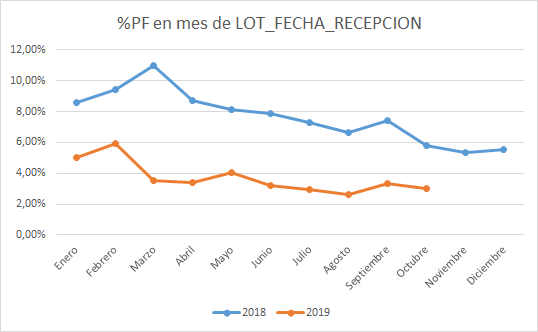 %PF en mes de LOT_FECHA_RECEPCION
12,00%
10,00%
8,00%
6,00%
4,00%
2,00%
0,00%
Enero
Febrero
Marzo
Abril
Mayo
Junio
Julio
Agosto
Septiembre
Octubre
Noviembre
Diciembre
2018 2019